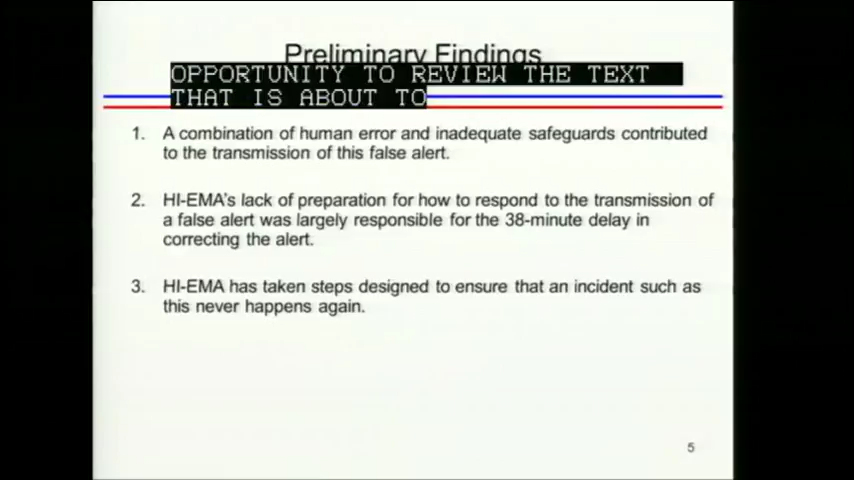 Preliminary Findings
OPPORTUNITY TO REVIEW THE TEXT
THAT IS ABOUT TO
1. A combination of human error and inadequate safeguards contributed
to the transmission of this false alert.
2. HI-EMA's lack of preparation for how to respond to the transmission of
a false alert was largely responsible for the 38-minute delay in
correcting the alert.
3. HI-EMA has taken steps designed to ensure that an incident such as
this never happens again.
5